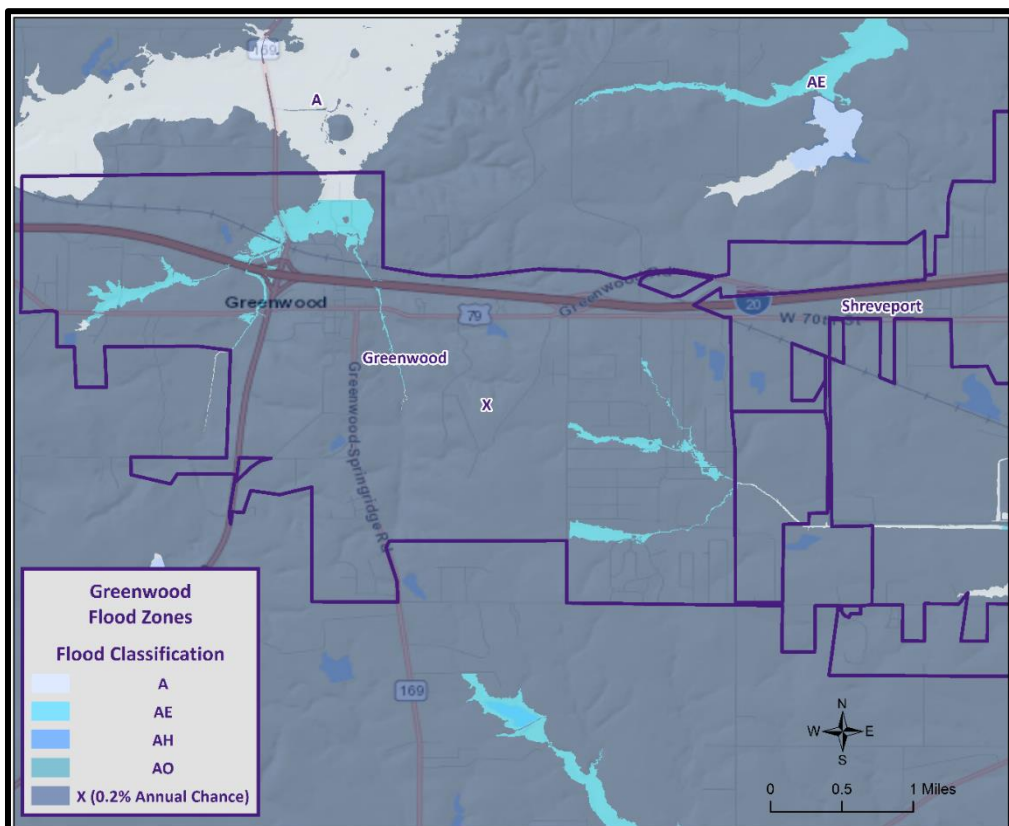 169
A
AE
Greenwood
Greenwood Rd
20
Shreveport
W 70th St
79
Greenwood
X
Greenwood-Springridge Rd
Greenwood
Flood Zones
Flood Classification
A
AE
AH
AO
X (0.2% Annual Chance)
169
N
W E
S
0 0.5 1 Miles